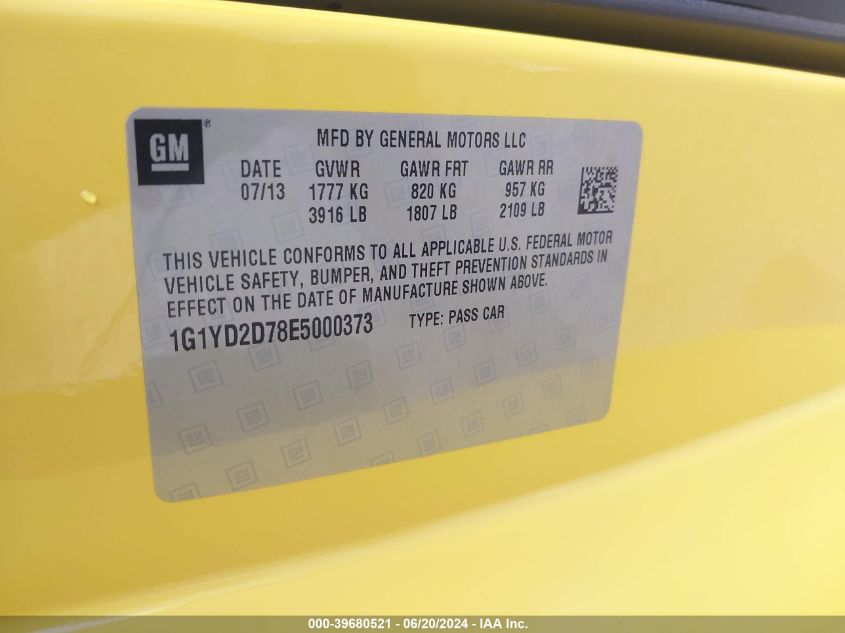 GM ®
MFD BY GENERAL MOTORS LLC
DATE GVWR GAWR FRT GAWR RR
07/13 1777 KG 820 KG 957 KG
3916 LB 1807 LB 2109 LB
THIS VEHICLE CONFORMS TO ALL APPLICABLE U.S. FEDERAL MOTOR
VEHICLE SAFETY, BUMPER, AND THEFT PREVENTION STANDARDS IN
EFFECT ON THE DATE OF MANUFACTURE SHOWN ABOVE.
1G1YD2D78E5000373 TYPE: PASS CAR
000-39680521 - 06/20/2024 - IAA Inc.